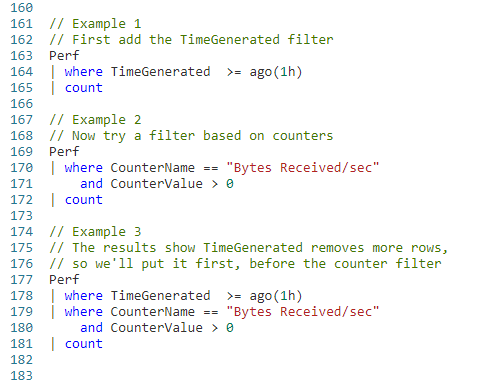 160
161 // Example 1
162 // First add the TimeGenerated filter
163 Perf
164 | where TimeGenerated  >= ago(1h)
165 | count
166
167 // Example 2
168 // Now try a filter based on counters
169 Perf
170 | where CounterName == "Bytes Received/sec"
171     and CounterValue > 0
172 | count
173
174 // Example 3
175 // The results show TimeGenerated removes more rows,
176 // so we'll put it first, before the counter filter
177 Perf
178 | where TimeGenerated  >= ago(1h)
179 | where CounterName == "Bytes Received/sec"
180     and CounterValue > 0
181 | count
182
183